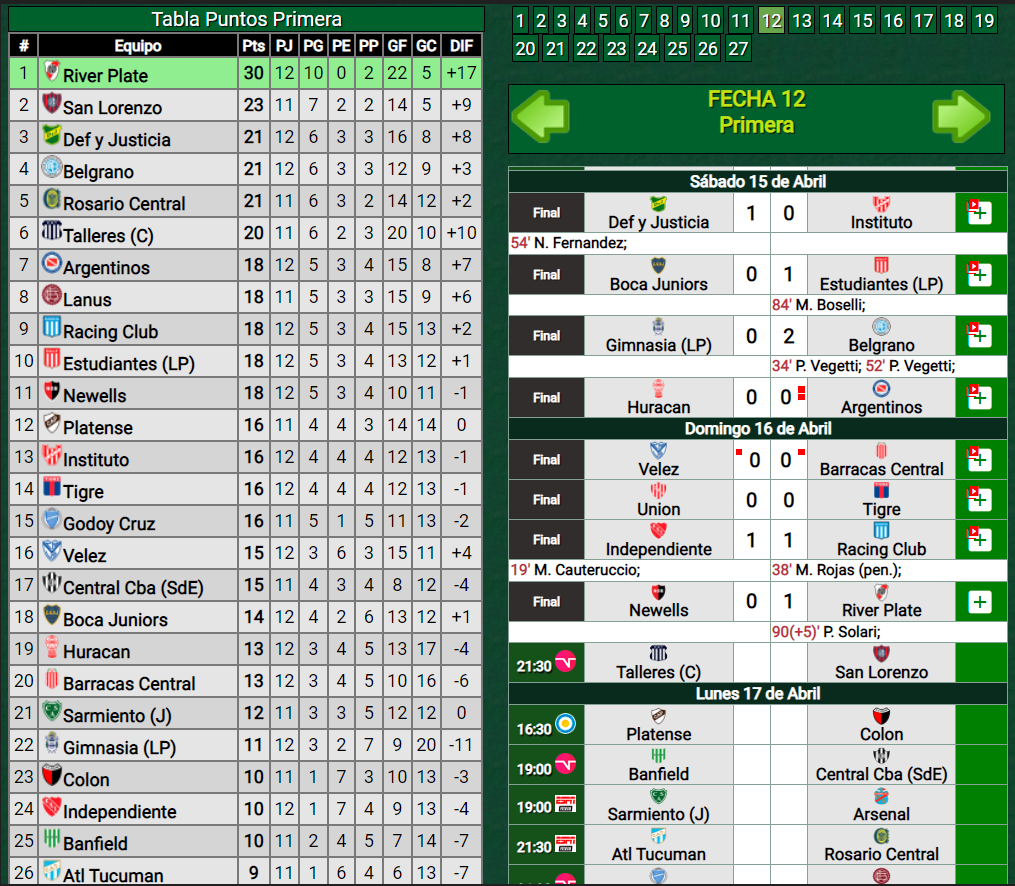 Tabla Puntos Primera
# Equipo Pts PJ PG PE PP GF GC DIF
1 River Plate 30 12 10 0 2 22 5 +17
2 San Lorenzo 23 11 7 2 2 14 5 +9
3 Def y Justicia 21 12 6 3 3 16 8 +8
4 Belgrano 21 12 6 3 3 12 9 +3
5 Rosario Central 21 11 6 3 2 14 12 +2
6 Talleres (C) 20 11 6 2 3 20 10 +10
7 Argentinos 18 12 5 3 4 15 8 +7
8 Lanus 18 11 5 3 3 15 9 +6
9 Racing Club 18 12 5 3 4 15 13 +2
10 Estudiantes (LP) 18 12 5 3 4 13 12 +1
11 Newells 18 12 5 3 4 10 11 -1
12 Platense 16 11 4 4 3 14 14 0
13 Instituto 16 12 4 4 4 12 13 -1
14 Tigre 16 12 4 4 4 12 13 -1
15 Godoy Cruz 16 11 5 1 5 11 13 -2
16 Velez 15 12 3 6 3 15 11 +4
17 Central Cba (SdE) 15 11 4 3 4 8 12 -4
18 Boca Juniors 14 12 4 2 6 13 12 +1
19 Huracan 13 12 3 4 5 13 17 -4
20 Barracas Central 13 12 3 4 5 10 16 -6
21 Sarmiento (J) 12 11 3 3 5 12 12 0
22 Gimnasia (LP) 11 12 3 2 7 9 20 -11
23 Colon 10 11 1 7 3 10 13 -3
24 Independiente 10 12 1 7 4 9 13 -4
25 Banfield 10 11 2 4 5 7 14 -7
26 Atl Tucuman 9 11 1 6 4 6 13 -7
1 2 3 4 5 6 7 8 9 10 11 12 13 14 15 16 17 18 19
20 21 22 23 24 25 26 27
FECHA 12
Primera
Sábado 15 de Abril
Final Def y Justicia 1 0 Instituto
54' N. Fernandez;
Final Boca Juniors 0 1 Estudiantes (LP)
84' M. Boselli;
Final Gimnasia (LP) 0 2 Belgrano
34' P. Vegetti; 52' P. Vegetti;
Final Huracan 0 0 Argentinos
Domingo 16 de Abril
Final Velez 0 0 Barracas Central
Final Union 0 0 Tigre
Final Independiente 1 1 Racing Club
19' M. Cauteruccio; 38' M. Rojas (pen.);
Final Newells 0 1 River Plate
90(+5)' P. Solari;
21:30 Talleres (C) San Lorenzo
Lunes 17 de Abril
16:30 Platense Colon
19:00 Banfield Central Cba (SdE)
19:00 Sarmiento (J) Arsenal
21:30 Atl Tucuman Rosario Central